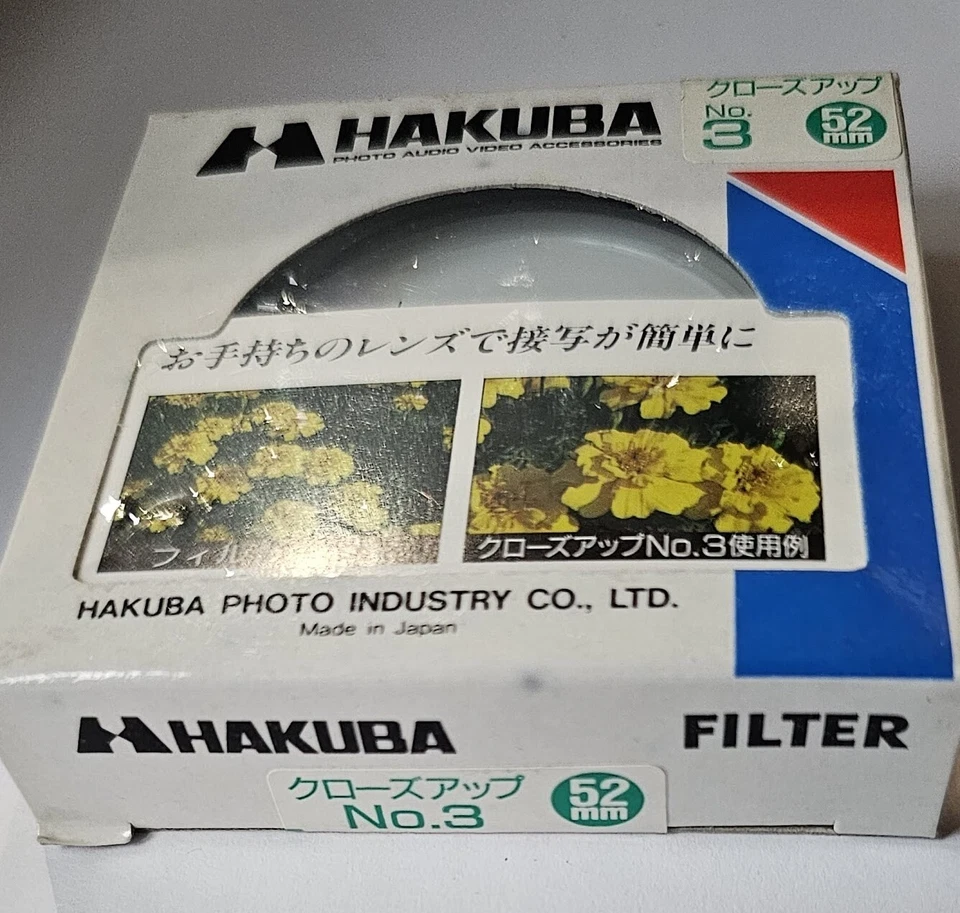 クローズアップ
No.
3
52
mm
HAKUBA
PHOTO AUDIO VIDEO ACCESSORIES
お手持ちのレンズで接写が簡単に
クローズアップNo.3使用例
HAKUBA PHOTO INDUSTRY CO., LTD.
Made in Japan
HAKUBA
FILTER
クローズアップ
No.3
52
mm